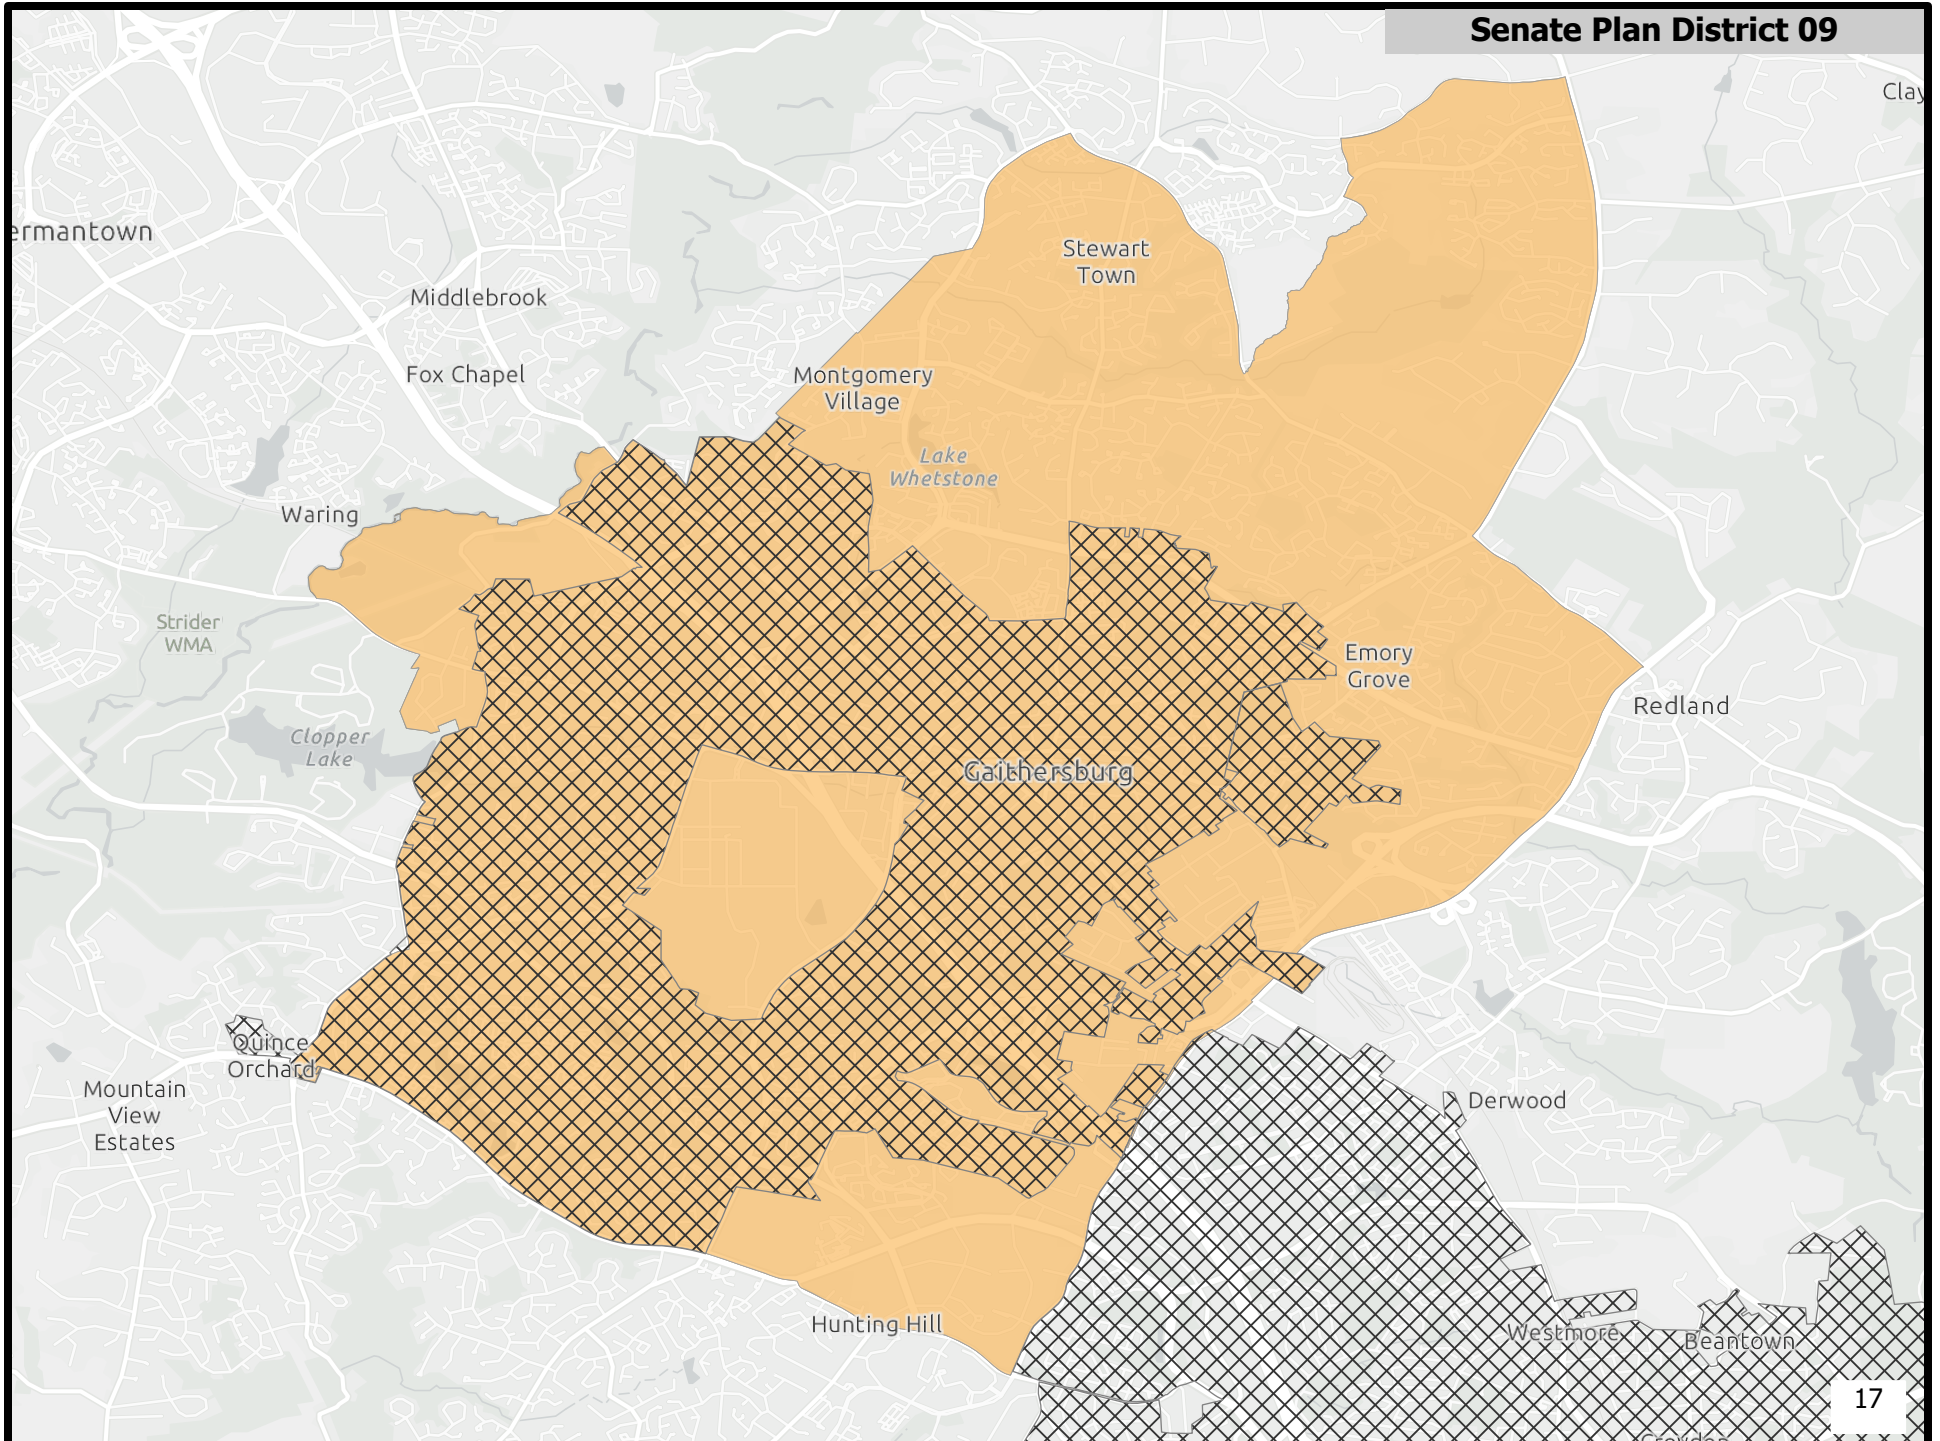 Senate Plan District 09
Clay
ermantown
Stewart
Town
Middlebrook
Fox Chapel
Montgomery
Village
Lake
Whetstone
Waring
Strider
WMA
Emory
Grove
Redland
Clopper
Lake
Gaithersburg
Quince
Orchard
Mountain
View
Estates
Derwood
Hunting Hill
Westmore
Beantown
17